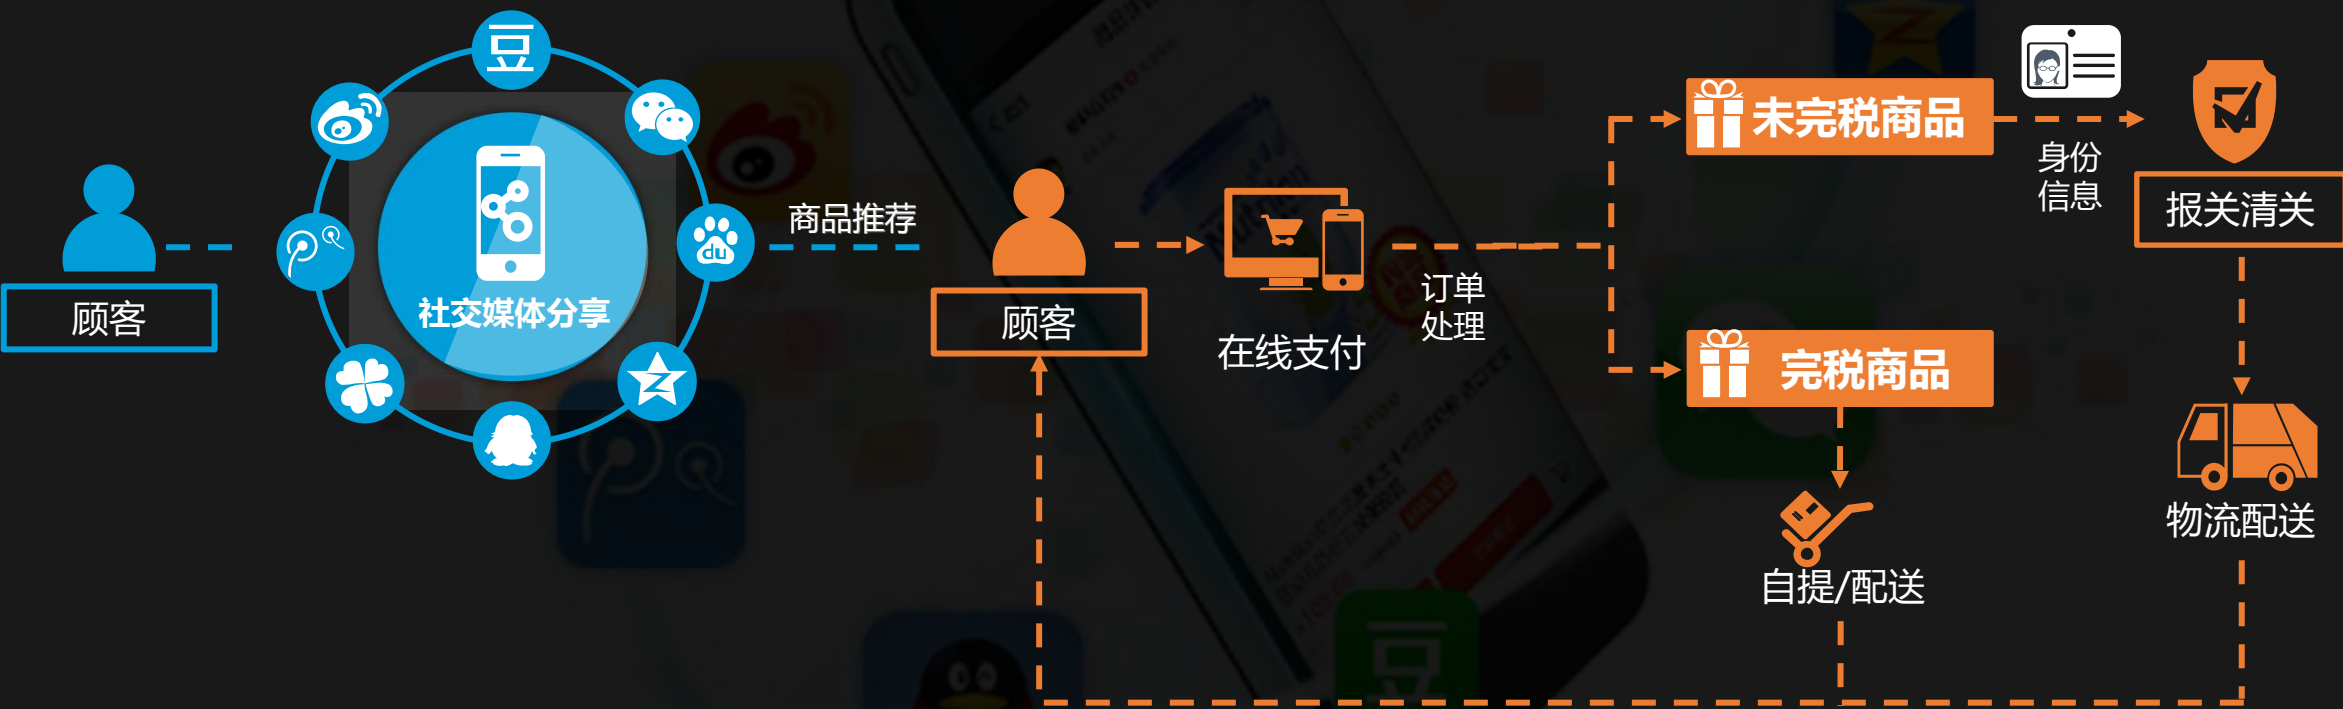 豆
社交媒体分享
du
顾客
商品推荐
顾客
在线支付
订单
处理
未完税商品
身份
信息
报关清关
完税商品
自提/配送
物流配送
豆